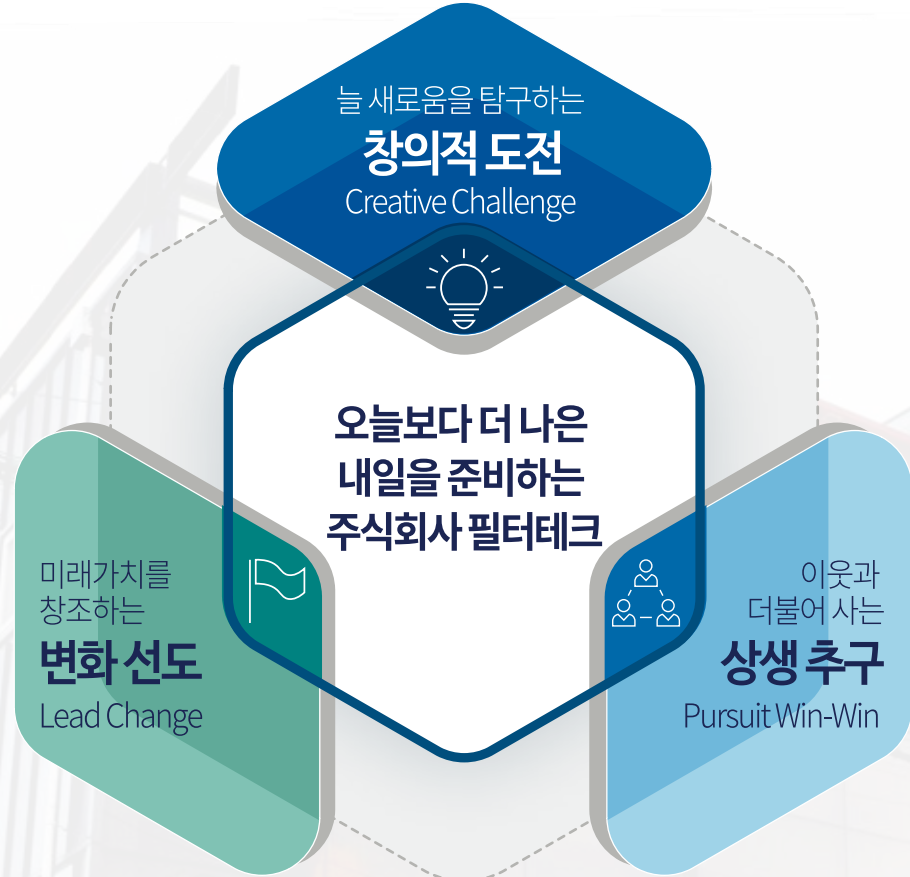 늘 새로움을 탐구하는
창의적 도전
Creative Challenge
오늘보다 더 나은
내일을 준비하는
주식회사 필터테크
미래가치를
창조하는
변화 선도
Lead Change
이웃과
더불어 사는
상생 추구
Pursuit Win-Win